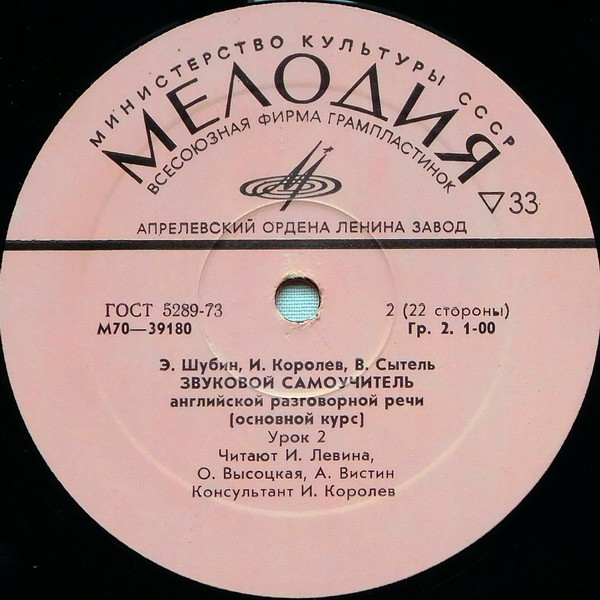 МИНИСТЕРСТВО КУЛЬТУРЫ СССР
МЕЛОДИЯ
ВСЕСОЮЗНАЯ ФИРМА ГРАМПЛАСТИНОК
33
АПРЕЛЕВСКИЙ ОРДЕНА ЛЕНИНА ЗАВОД
ГОСТ 5289-73
М70—39180
2 (22 стороны)
Гр. 2. 1-00
Э. Шубин, И. Королев, В. Сытель
ЗВУКОВОЙ САМОУЧИТЕЛЬ
английской разговорной речи
(основной курс)
Урок 2
Читают И. Левина,
О. Высоцкая, А. Вистин
Консультант И. Королев